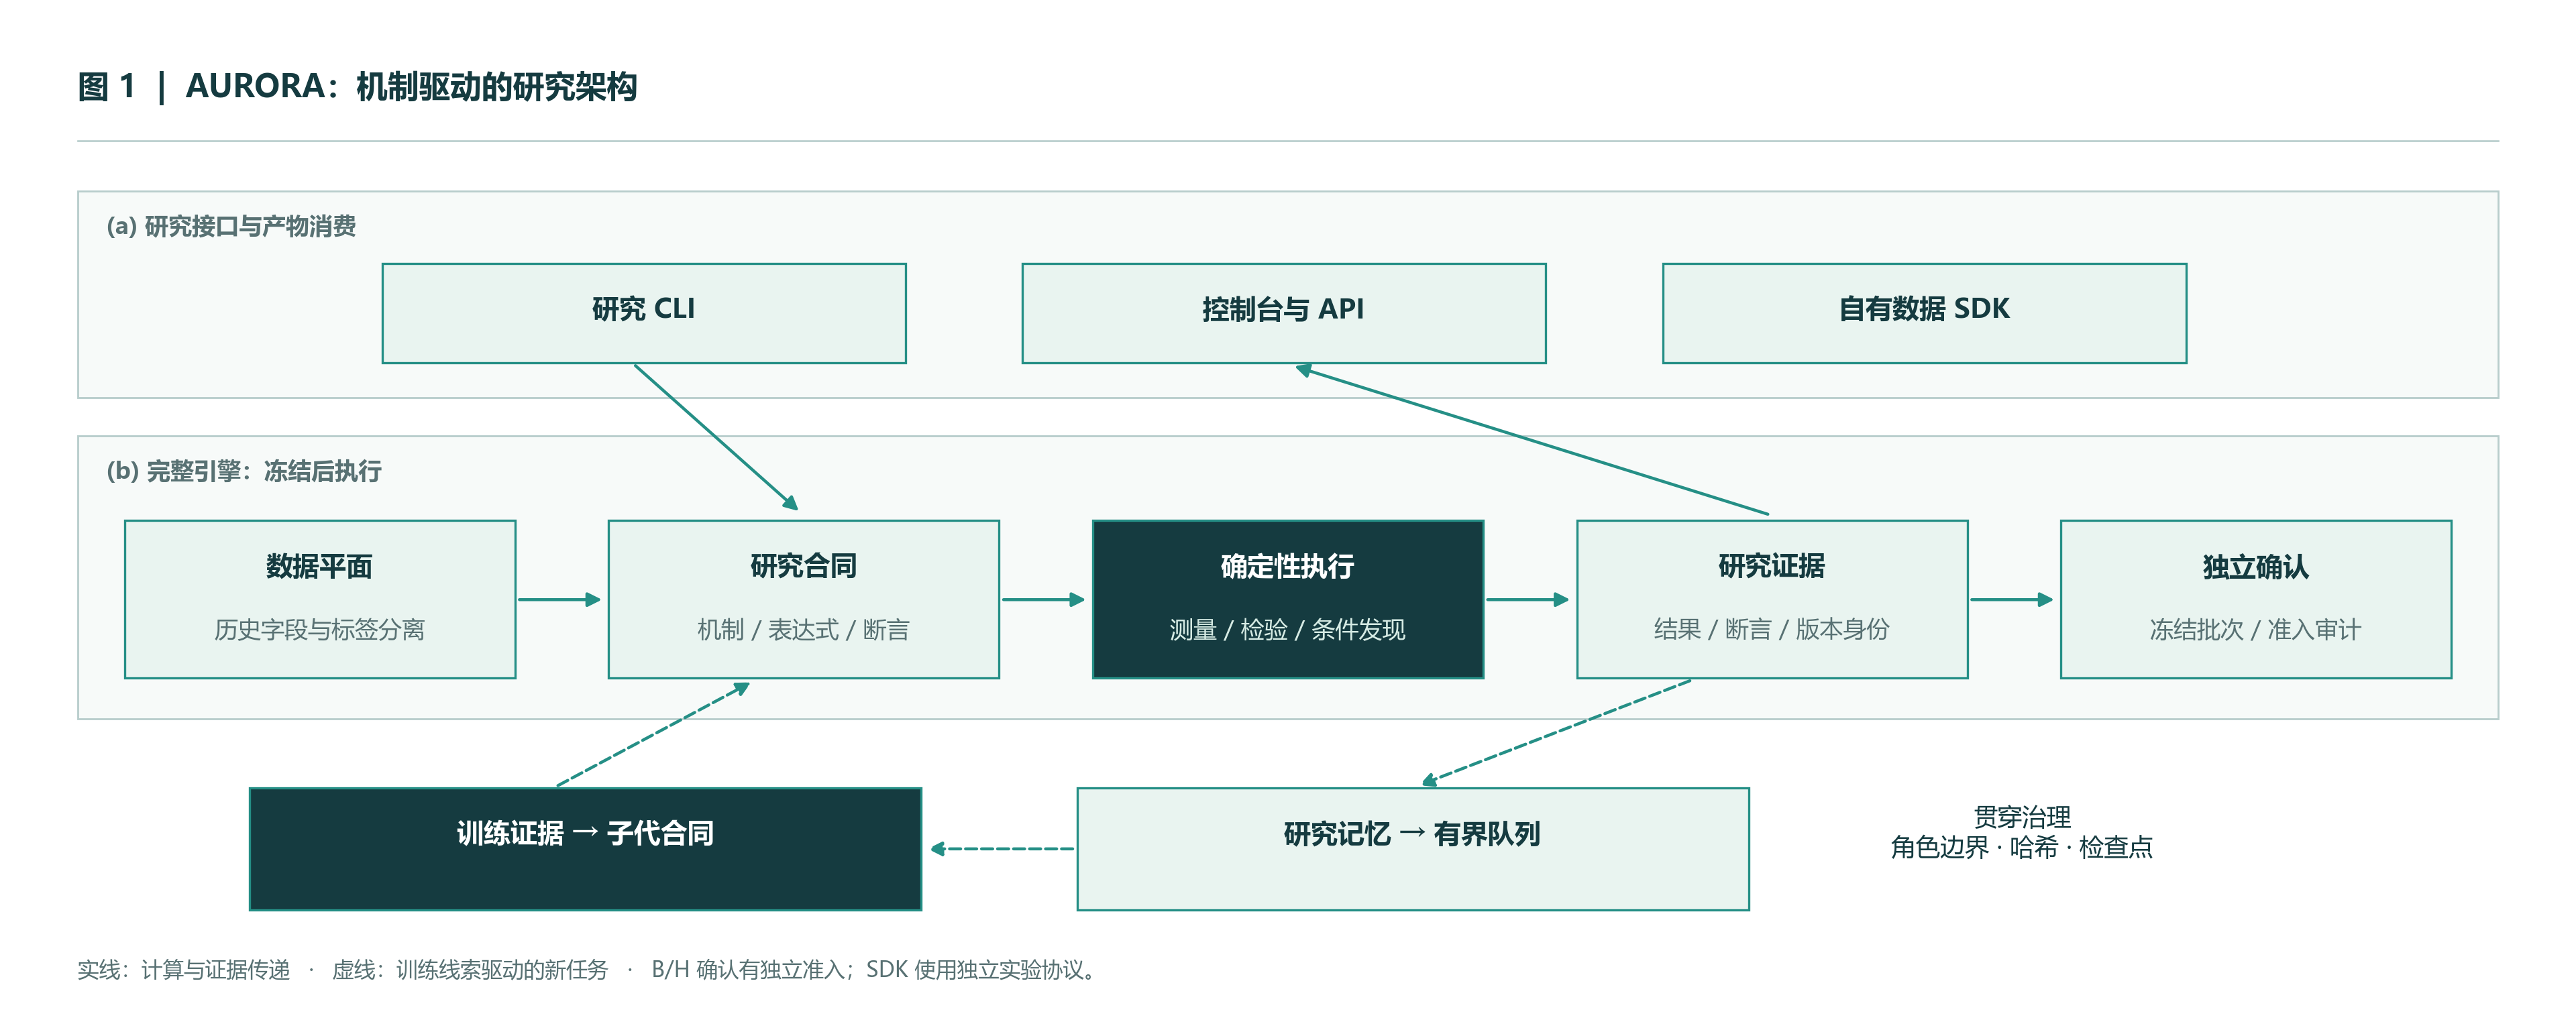 图 1 | AURORA：机制驱动的研究架构
(a) 研究接口与产物消费
研究 CLI
控制台与 API
自有数据 SDK
(b) 完整引擎：冻结后执行
数据平面
历史字段与标签分离
研究合同
机制 / 表达式 / 断言
确定性执行
测量 / 检验 / 条件发现
研究证据
结果 / 断言 / 版本身份
独立确认
冻结批次 / 准入审计
训练证据 → 子代合同
研究记忆 → 有界队列
贯穿治理
角色边界 · 哈希 · 检查点
实线：计算与证据传递 · 虚线：训练线索驱动的新任务 · B/H 确认有独立准入；SDK 使用独立实验协议。